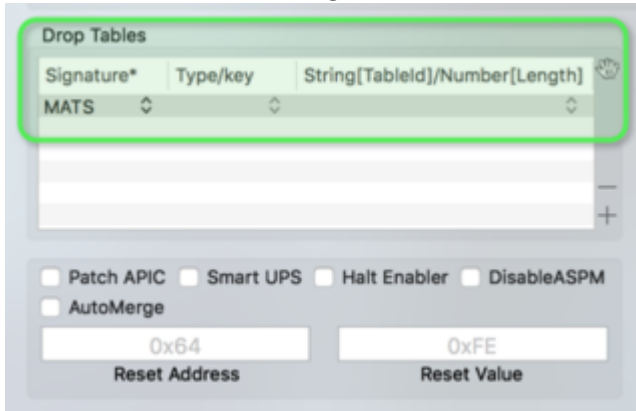 Drop Tables
Signature* Type/key String[TableId]/Number[Length]
MATS
Patch APIC Smart UPS Halt Enabler DisableASPM
AutoMerge
0x64 0xFE
Reset Address Reset Value